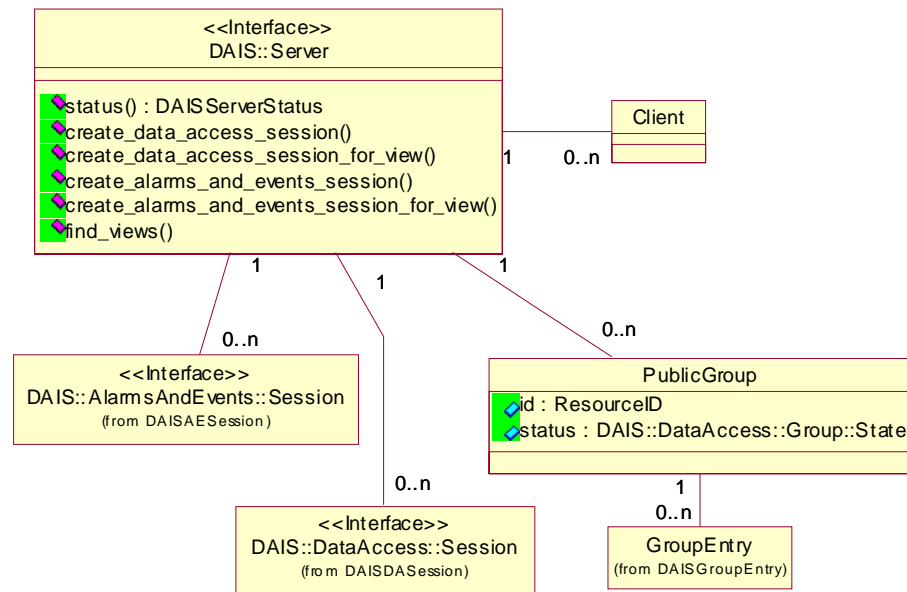 <<Interface>>
DAIS::Server
status() : DAISServerStatus
create_data_access_session()
create_data_access_session_for_view()
create_alarms_and_events_session()
create_alarms_and_events_session_for_view()
find_views()
Client
1
0..n
1
1
1
0..n
0..n
<<Interface>>
DAIS::AlarmsAndEvents::Session
(from DAISAESession)
PublicGroup
id : ResourceID
status : DAIS::DataAccess::Group::State
0..n
1
0..n
<<Interface>>
DAIS::DataAccess::Session
(from DAISDASession)
GroupEntry
(from DAISGroupEntry)